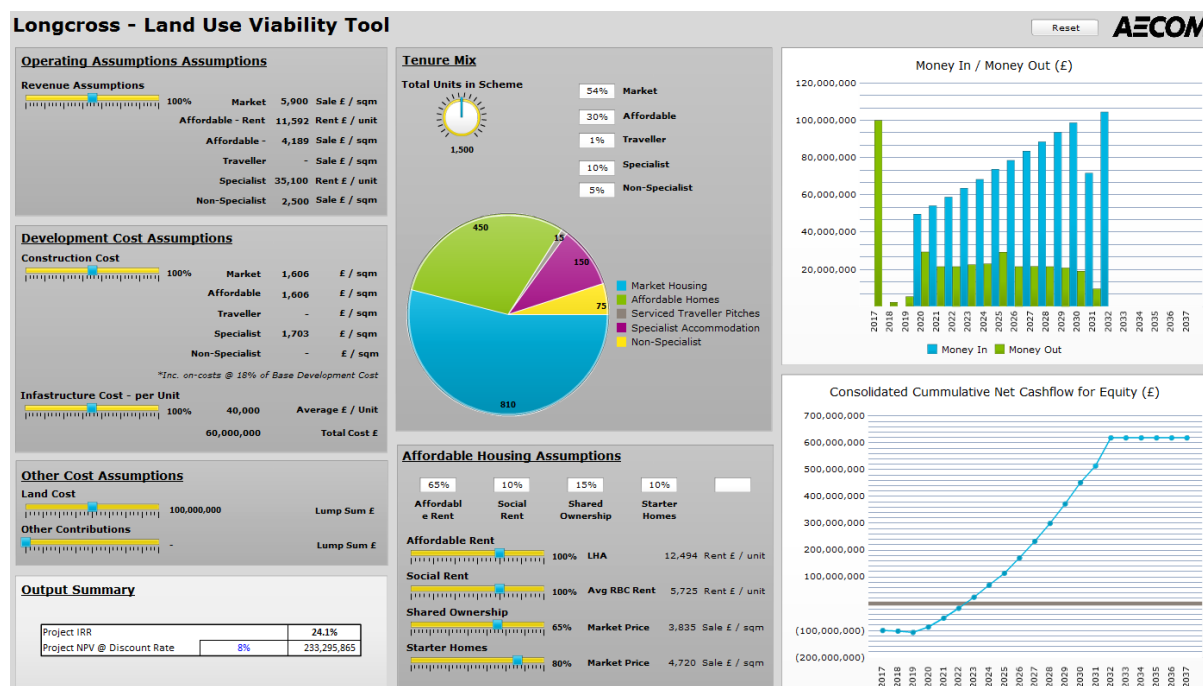 Longcross - Land Use Viability Tool
Reset
AECOM
Operating Assumptions Assumptions
Revenue Assumptions
100% Market 5,900 Sale £ / sqm
Affordable - Rent 11,592 Rent £ / unit
Affordable - 4,189 Sale £ / sqm
Traveller - Sale £ / sqm
Specialist 35,100 Rent £ / unit
Non-Specialist 2,500 Sale £ / sqm
Development Cost Assumptions
Construction Cost
100% Market 1,606 £ / sqm
Affordable 1,606 £ / sqm
Traveller - £ / sqm
Specialist 1,703 £ / sqm
Non-Specialist - £ / sqm
*Inc. on-costs @ 18% of Base Development Cost
Infastructure Cost - per Unit
100% 40,000 Average £ / Unit
60,000,000 Total Cost £
Other Cost Assumptions
Land Cost
100,000,000 Lump Sum £
Other Contributions
- Lump Sum £
Output Summary
Project IRR 24.1%
Project NPV @ Discount Rate 8% 233,295,865
Tenure Mix
Total Units in Scheme
1,500
54% Market
30% Affordable
1% Traveller
10% Specialist
5% Non-Specialist
450
15
150
75
810
Market Housing
Affordable Homes
Serviced Traveller Pitches
Specialist Accommodation
Non-Specialist
Affordable Housing Assumptions
65% 10% 15% 10%
Affordabl Social Shared Starter
e Rent Rent Ownership Homes
Affordable Rent
100% LHA 12,494 Rent £ / unit
Social Rent
100% Avg RBC Rent 5,725 Rent £ / unit
Shared Ownership
65% Market Price 3,835 Sale £ / sqm
Starter Homes
80% Market Price 4,720 Sale £ / sqm
Money In / Money Out (£)
120,000,000
100,000,000
80,000,000
60,000,000
40,000,000
20,000,000
2017 2018 2019 2020 2021 2022 2023 2024 2025 2026 2027 2028 2029 2030 2031 2032 2033 2034 2035 2036 2037
Money In Money Out
Consolidated Cummulative Net Cashflow for Equity (£)
700,000,000
600,000,000
500,000,000
400,000,000
300,000,000
200,000,000
100,000,000
(100,000,000)
(200,000,000)
2017 2018 2019 2020 2021 2022 2023 2024 2025 2026 2027 2028 2029 2030 2031 2032 2033 2034 2035 2036 2037